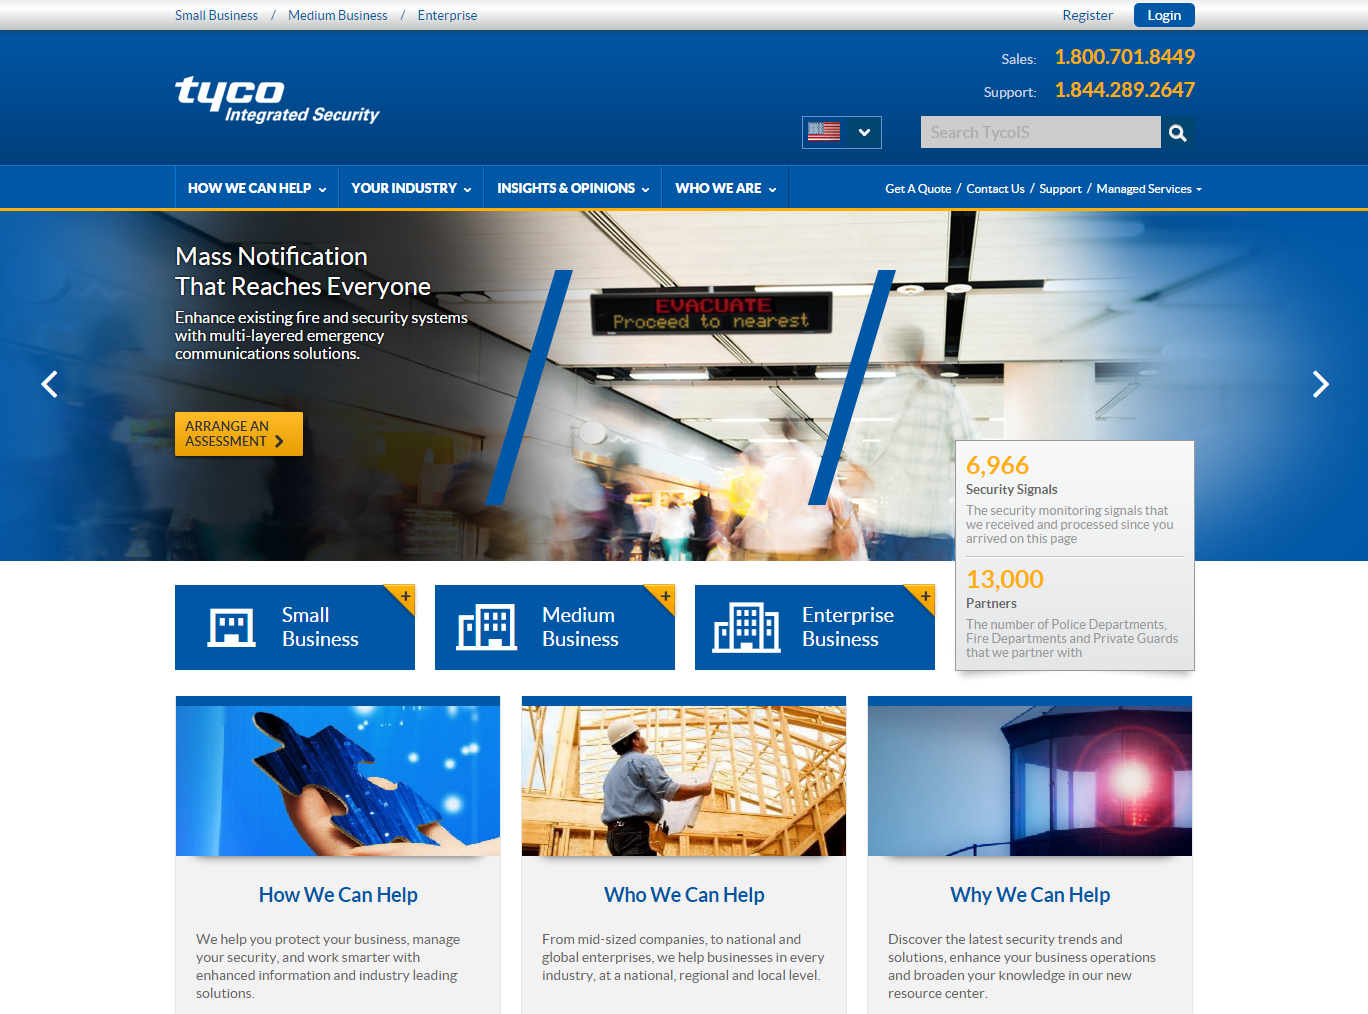 Small Business / Medium Business / Enterprise
Register Login
Sales: 1.800.701.8449
Support: 1.844.289.2647
tyco
Integrated Security
Search TycoIS
HOW WE CAN HELP YOUR INDUSTRY INSIGHTS & OPINIONS WHO WE ARE
Get A Quote / Contact Us / Support / Managed Services
Mass Notification
That Reaches Everyone
Enhance existing fire and security systems
with multi-layered emergency
communications solutions.
EVACUATE
Proceed to nearest
ARRANGE AN
ASSESSMENT
6,966
Security Signals
The security monitoring signals that
we received and processed since you
arrived on this page
13,000
Partners
The number of Police Departments,
Fire Departments and Private Guards
that we partner with
Small
Business
+
Medium
Business
+
Enterprise
Business
+
How We Can Help
We help you protect your business, manage
your security, and work smarter with
enhanced information and industry leading
solutions.
Who We Can Help
From mid-sized companies, to national and
global enterprises, we help businesses in every
industry, at a national, regional and local level.
Why We Can Help
Discover the latest security trends and
solutions, enhance your business operations
and broaden your knowledge in our new
resource center.